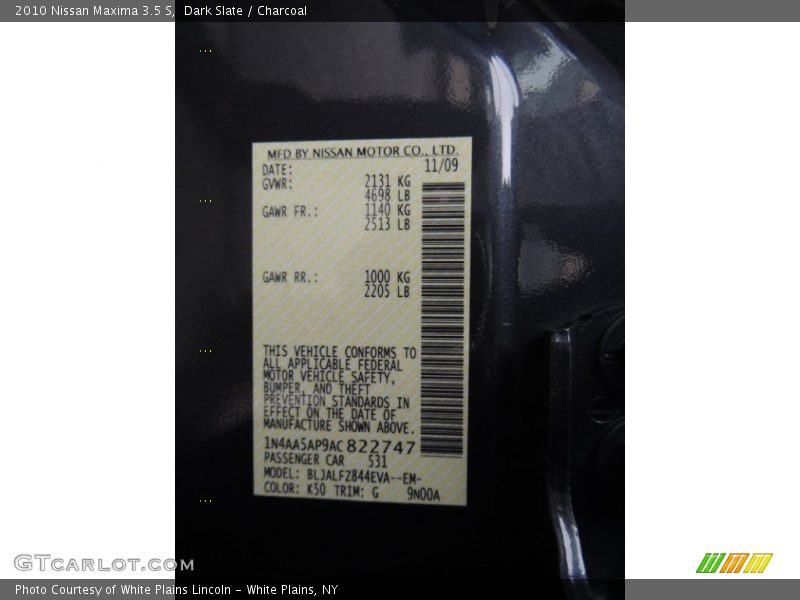 2010 Nissan Maxima 3.5 S, Dark Slate / Charcoal
MFD BY NISSAN MOTOR CO., LTD.
DATE: 11/09
GVWR: 2131 KG
4698 LB
GAWR FR.: 1140 KG
2513 LB
GAWR RR.: 1000 KG
2205 LB
THIS VEHICLE CONFORMS TO
ALL APPLICABLE FEDERAL
MOTOR VEHICLE SAFETY,
BUMPER, AND THEFT
PREVENTION STANDARDS IN
EFFECT ON THE DATE OF
MANUFACTURE SHOWN ABOVE.
1N4AA5AP9AC822747
PASSENGER CAR 531
MODEL: BLJALFZ844EVA--EM-
COLOR: K50 TRIM: G 9N00A
GTCARLOT.COM
Photo Courtesy of White Plains Lincoln - White Plains, NY